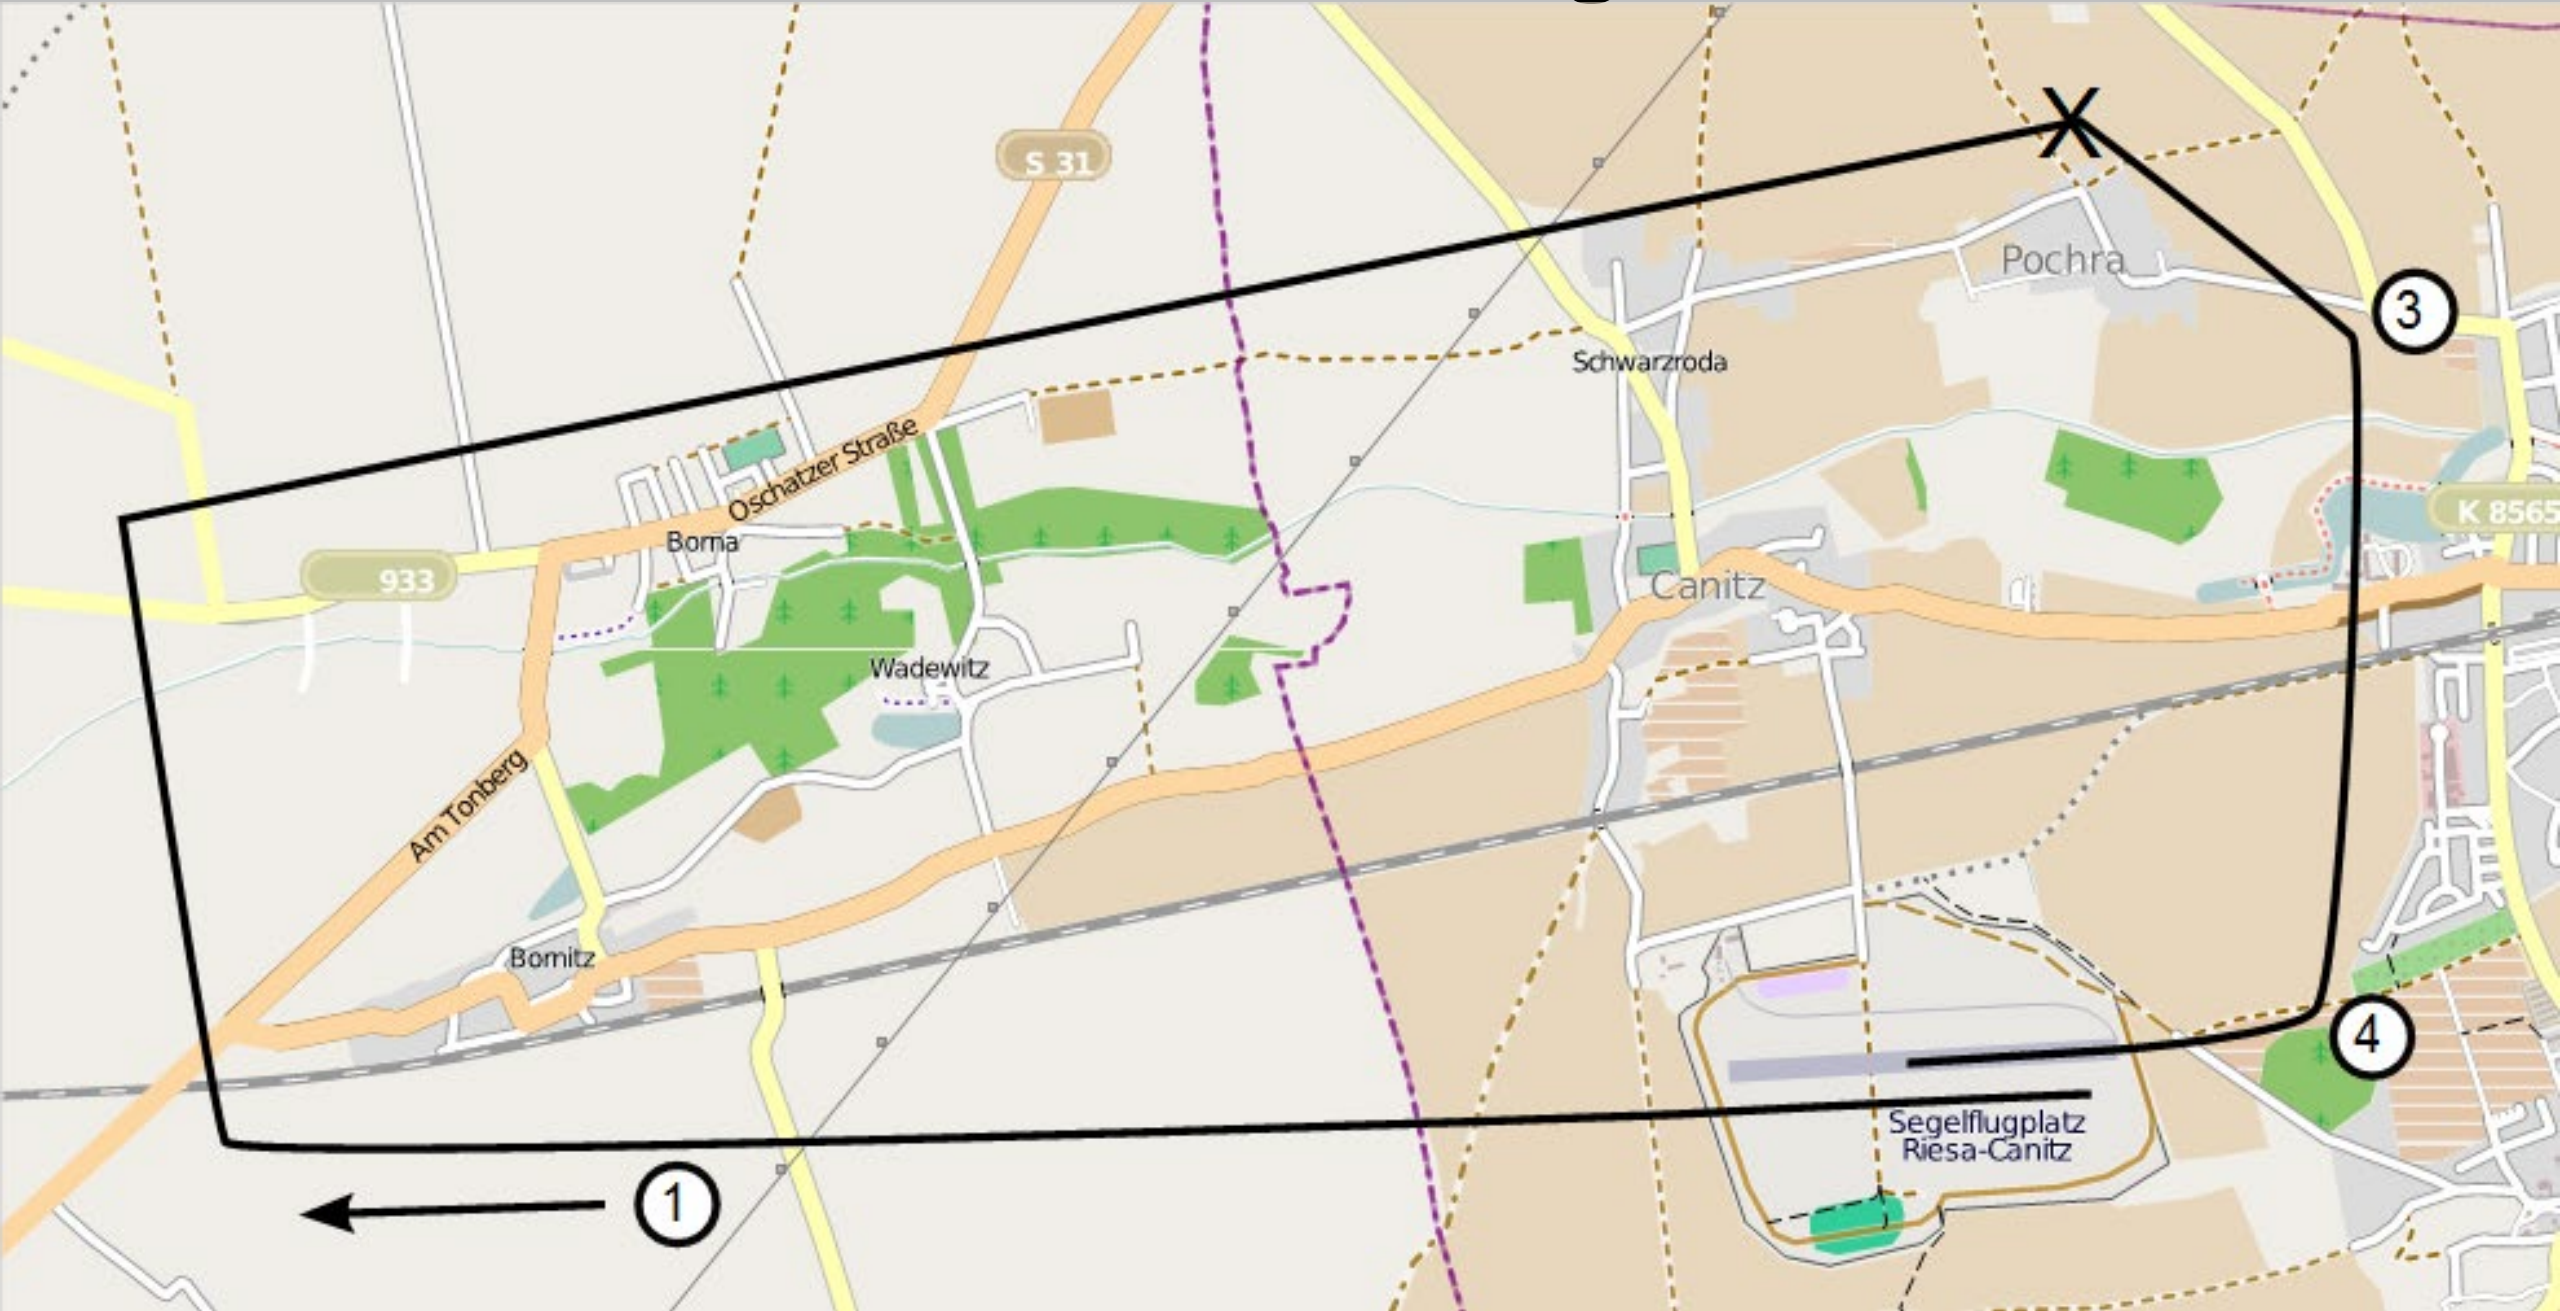 S 31
Pochra
3
Schwarzroda
Oschatzer Straße
Borna
K 8565
933
Canitz
Wadewitz
Am Tonberg
Bornitz
4
Segelflugplatz
Riesa-Canitz
1